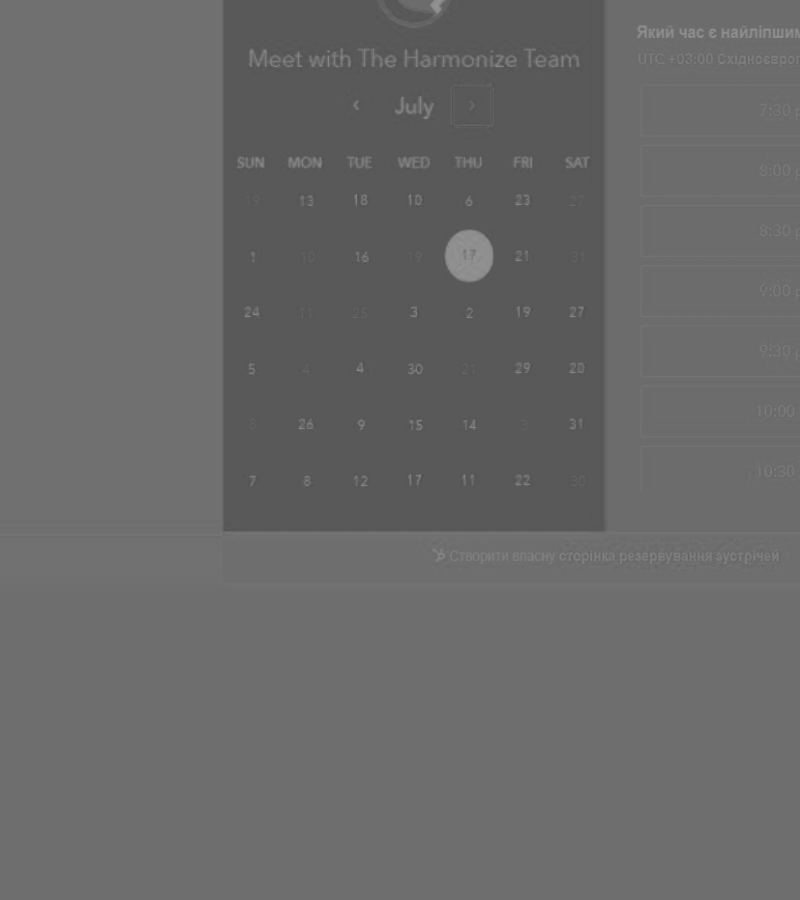 Meet with The Harmonize Team
‹ July ›
SUN MON TUE WED THU FRI SAT
19 13 18 10 6 23 27
1 10 16 19 17 21 31
24 11 25 3 2 19 27
5 4 4 30 21 29 20
8 26 9 15 14 3 31
7 8 12 17 11 22 30
Який час є найліпшим
UTC +03:00 Східноєвроп
7:30 p
8:00 p
8:30 p
9:00 p
9:30 p
10:00
10:30
Створити власну сторінка резервування зустрічей